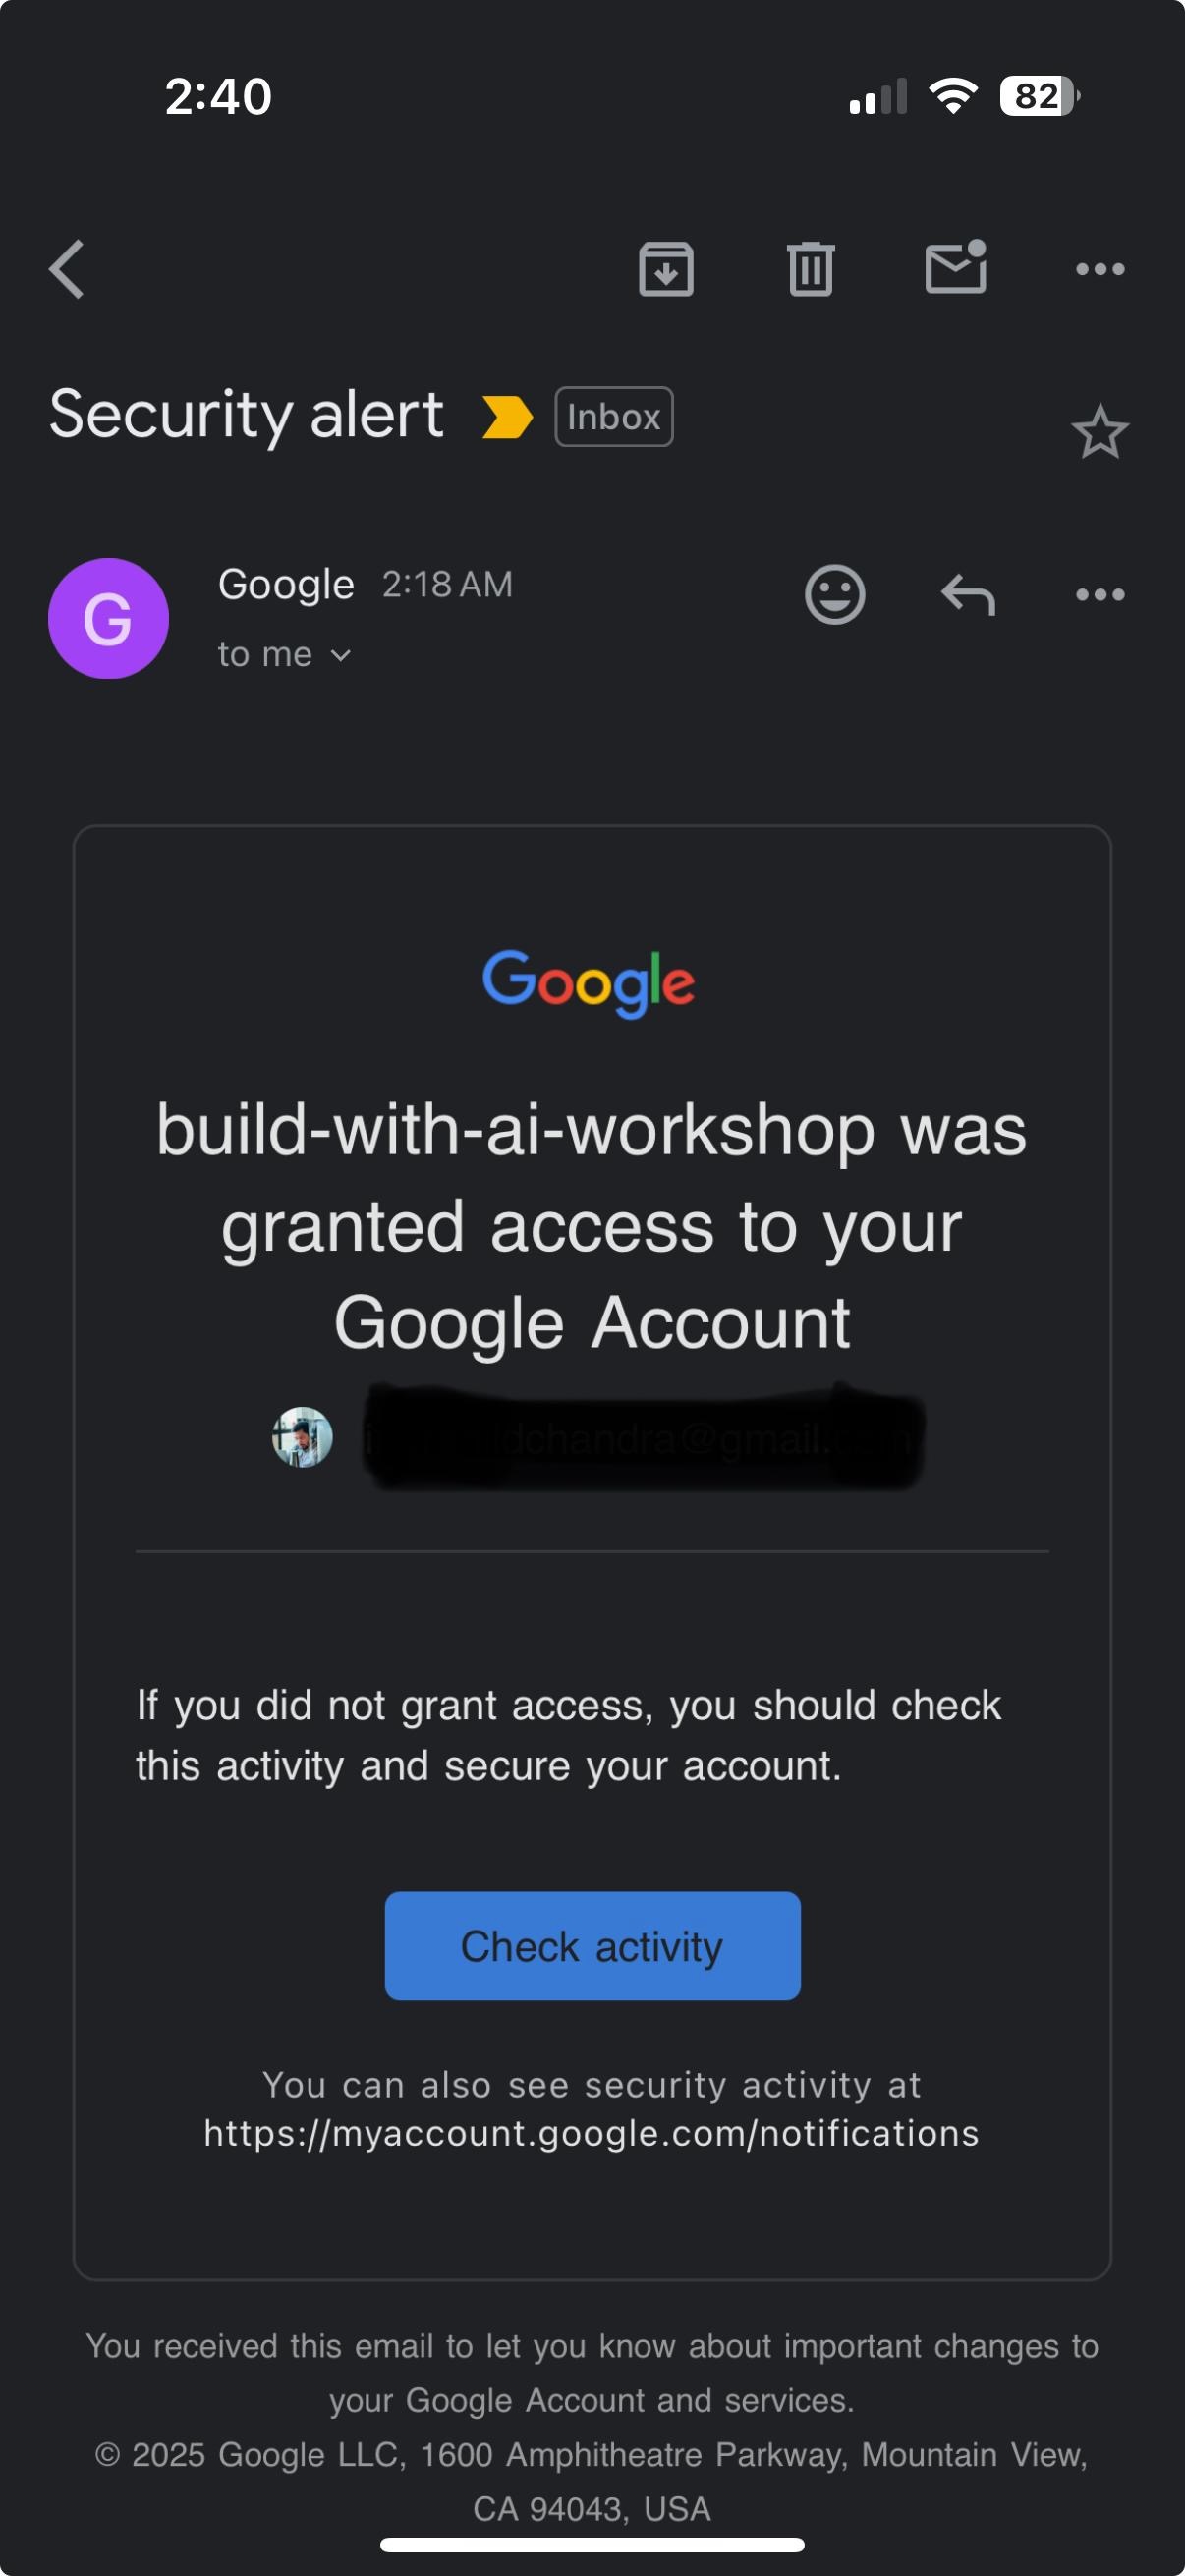 2:40
82
Security alert
Inbox
G
Google 2:18 AM
to me
Google
build-with-ai-workshop was
granted access to your
Google Account
If you did not grant access, you should check
this activity and secure your account.
Check activity
You can also see security activity at
https://myaccount.google.com/notifications
You received this email to let you know about important changes to
your Google Account and services.
© 2025 Google LLC, 1600 Amphitheatre Parkway, Mountain View,
CA 94043, USA